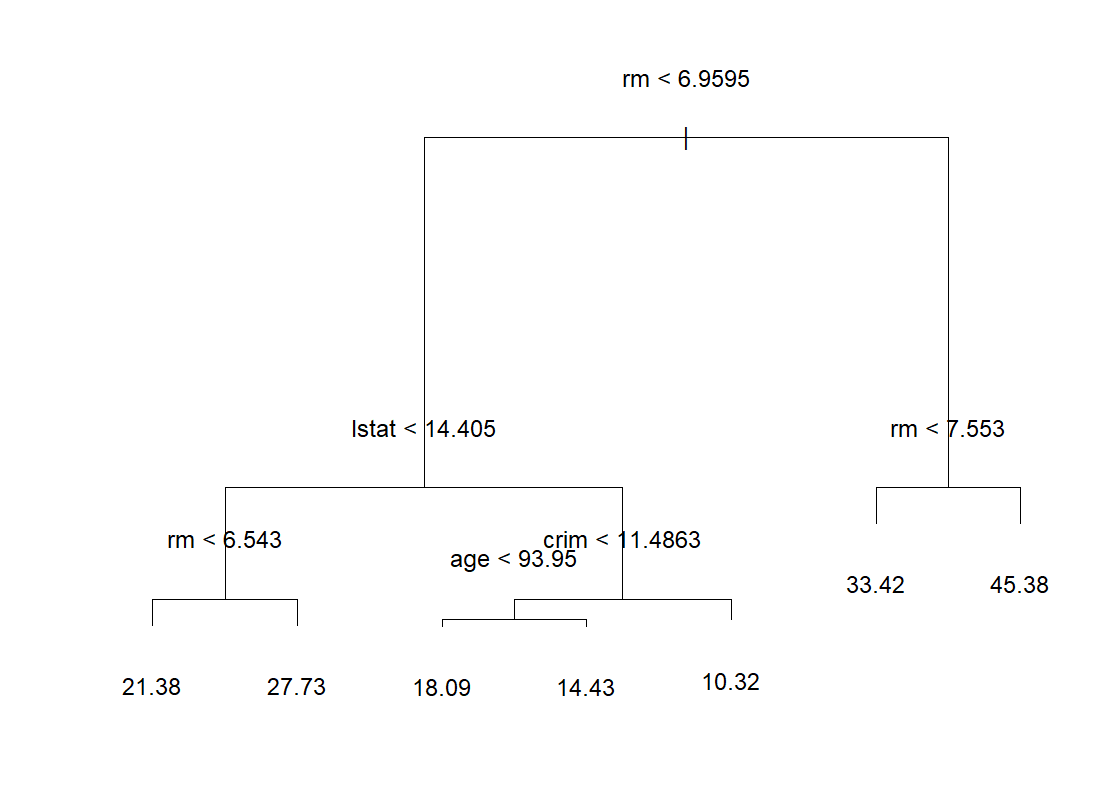 rm < 6.9595
lstat < 14.405
rm < 7.553
rm < 6.543
crim < 11.4863
age < 93.95
33.42
45.38
21.38
27.73
18.09
14.43
10.32